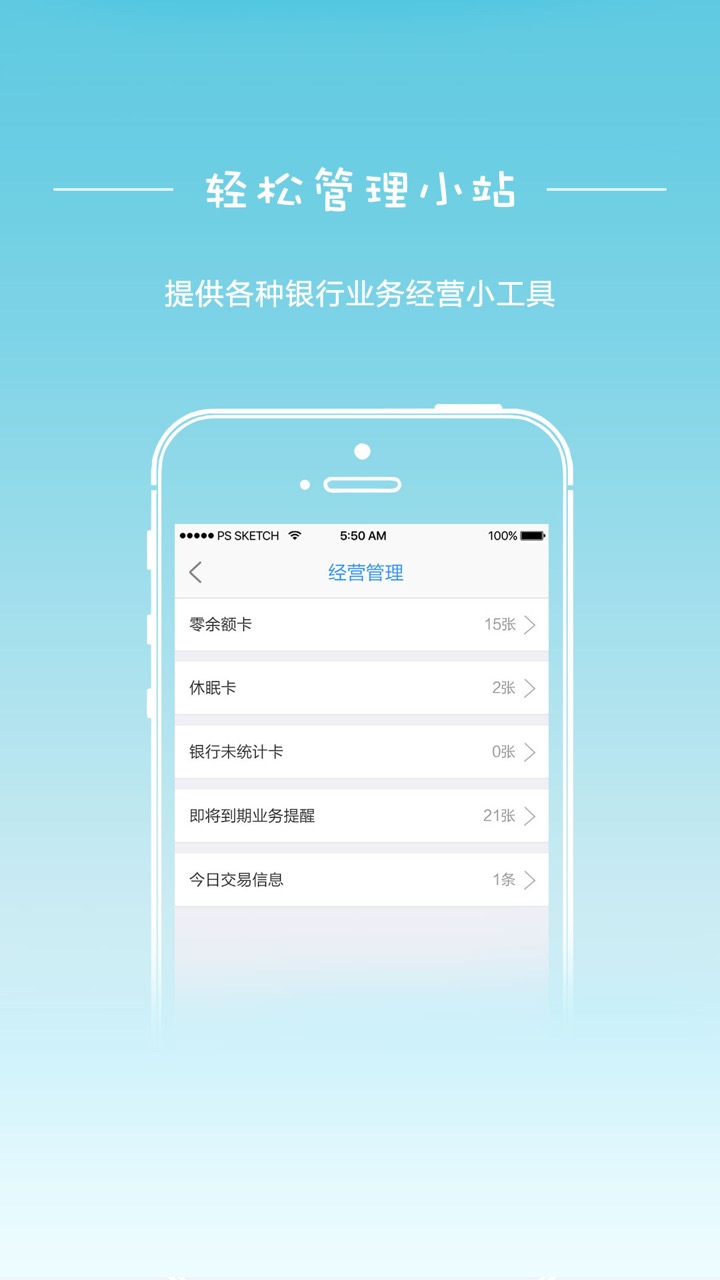 轻松管理小站
提供各种银行业务经营小工具
PS SKETCH 5:50 AM 100%
经营管理
零余额卡 15张
休眠卡 2张
银行未统计卡 0张
即将到期业务提醒 21张
今日交易信息 1条